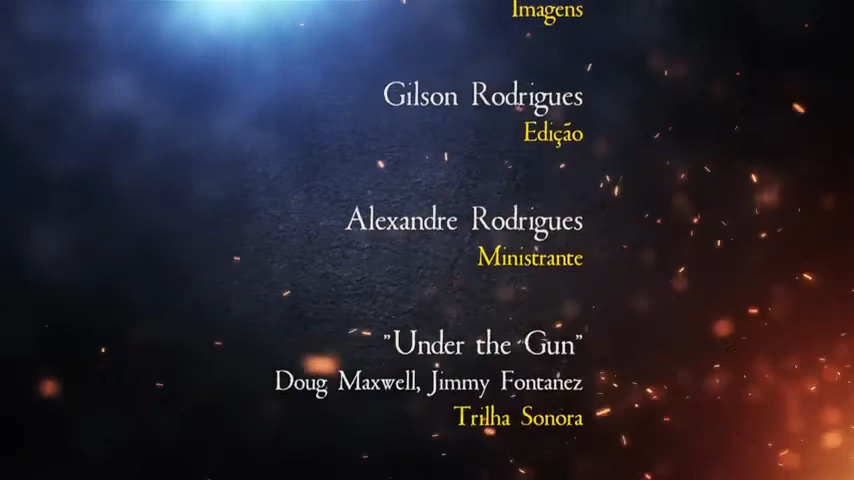 Imagens
Gilson Rodrigues
Edição
Alexandre Rodrigues
Ministrante
"Under the Gun"
Doug Maxwell, Jimmy Fontanez
Trilha Sonora